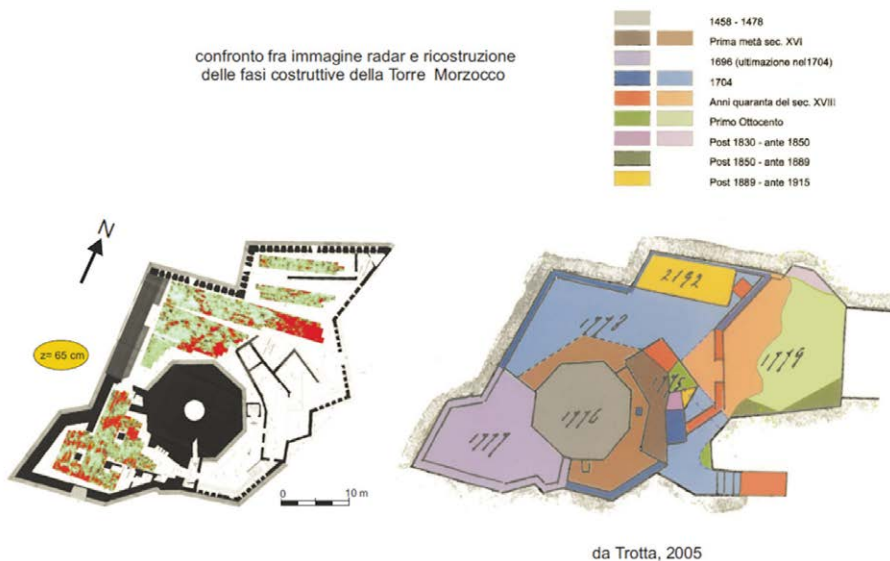 confronto fra immagine radar e ricostruzione
delle fasi costruttive della Torre Morzocco
1458 - 1478
Prima metà sec. XVI
1696 (ultimazione nel1704)
1704
Anni quaranta del sec. XVIII
Primo Ottocento
Post 1830 - ante 1850
Post 1850 - ante 1889
Post 1889 - ante 1915
N
z= 65 cm
0 10 m
2192
1778
1779
1775
1776
1777
da Trotta, 2005